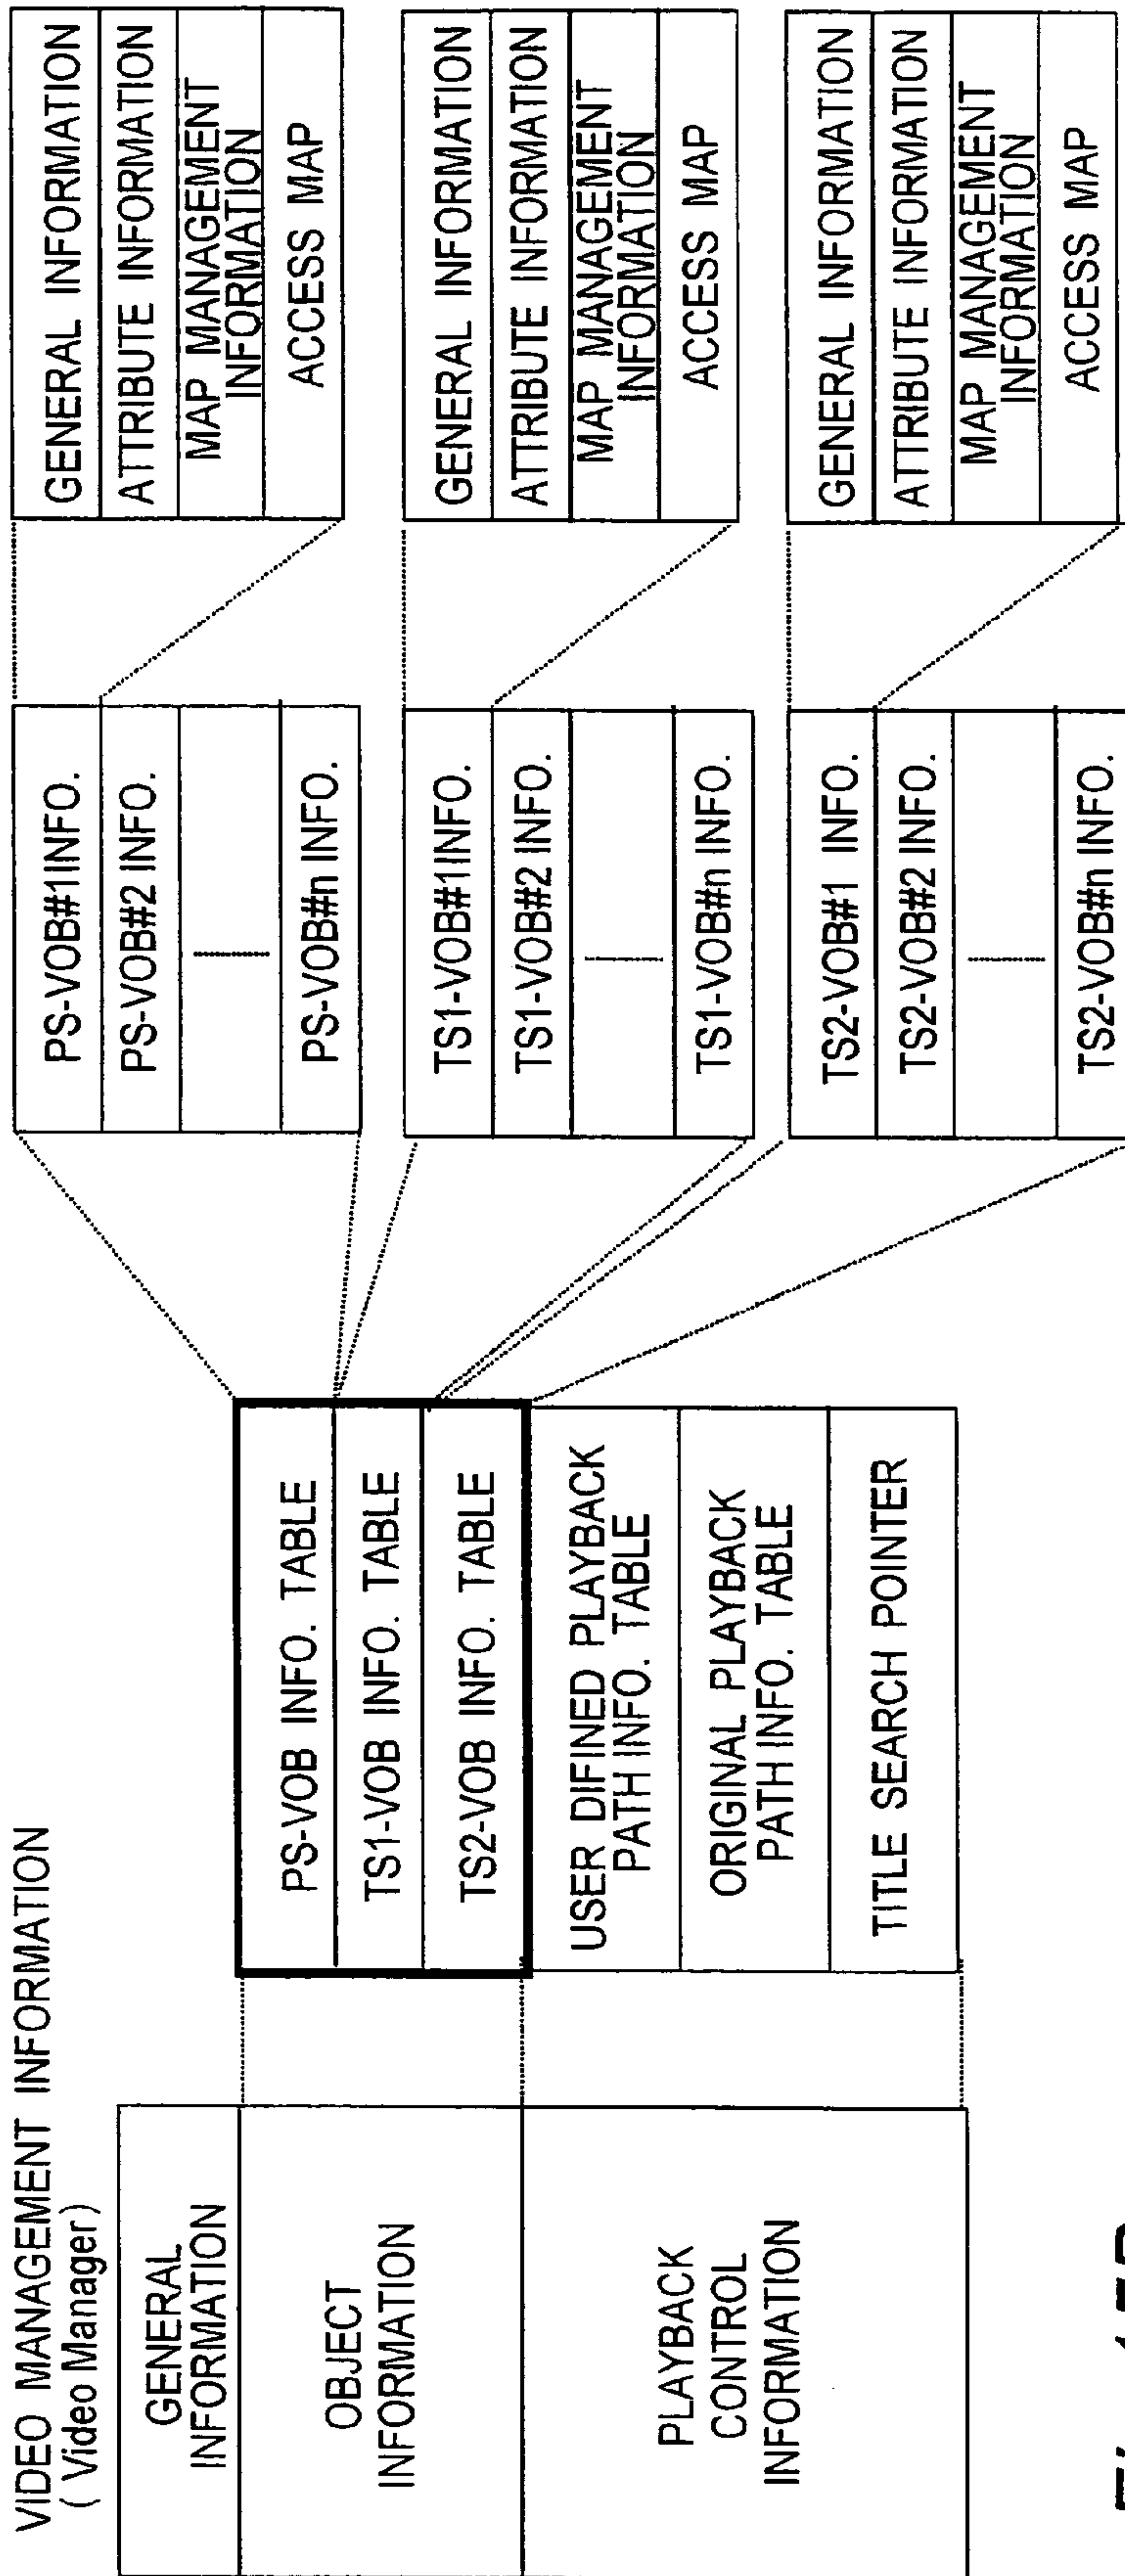 VIDEO MANAGEMENT INFORMATION
( Video Manager )
GENERAL
INFORMATION
OBJECT
INFORMATION
PLAYBACK
CONTROL
INFORMATION
PS-VOB INFO. TABLE
TS1-VOB INFO. TABLE
TS2-VOB INFO. TABLE
USER DIFINED PLAYBACK
PATH INFO. TABLE
ORIGINAL PLAYBACK
PATH INFO. TABLE
TITLE SEARCH POINTER
PS-VOB#1INFO.
PS-VOB#2 INFO.
PS-VOB#n INFO.
TS1-VOB#1INFO.
TS1-VOB#2 INFO.
TS1-VOB#n INFO.
TS2-VOB#1 INFO.
TS2-VOB#2 INFO.
TS2-VOB#n INFO.
GENERAL INFORMATION
ATTRIBUTE INFORMATION
MAP MANAGEMENT
INFORMATION
ACCESS MAP
GENERAL INFORMATION
ATTRIBUTE INFORMATION
MAP MANAGEMENT
INFORMATION
ACCESS MAP
GENERAL INFORMATION
ATTRIBUTE INFORMATION
MAP MANAGEMENT
INFORMATION
ACCESS MAP